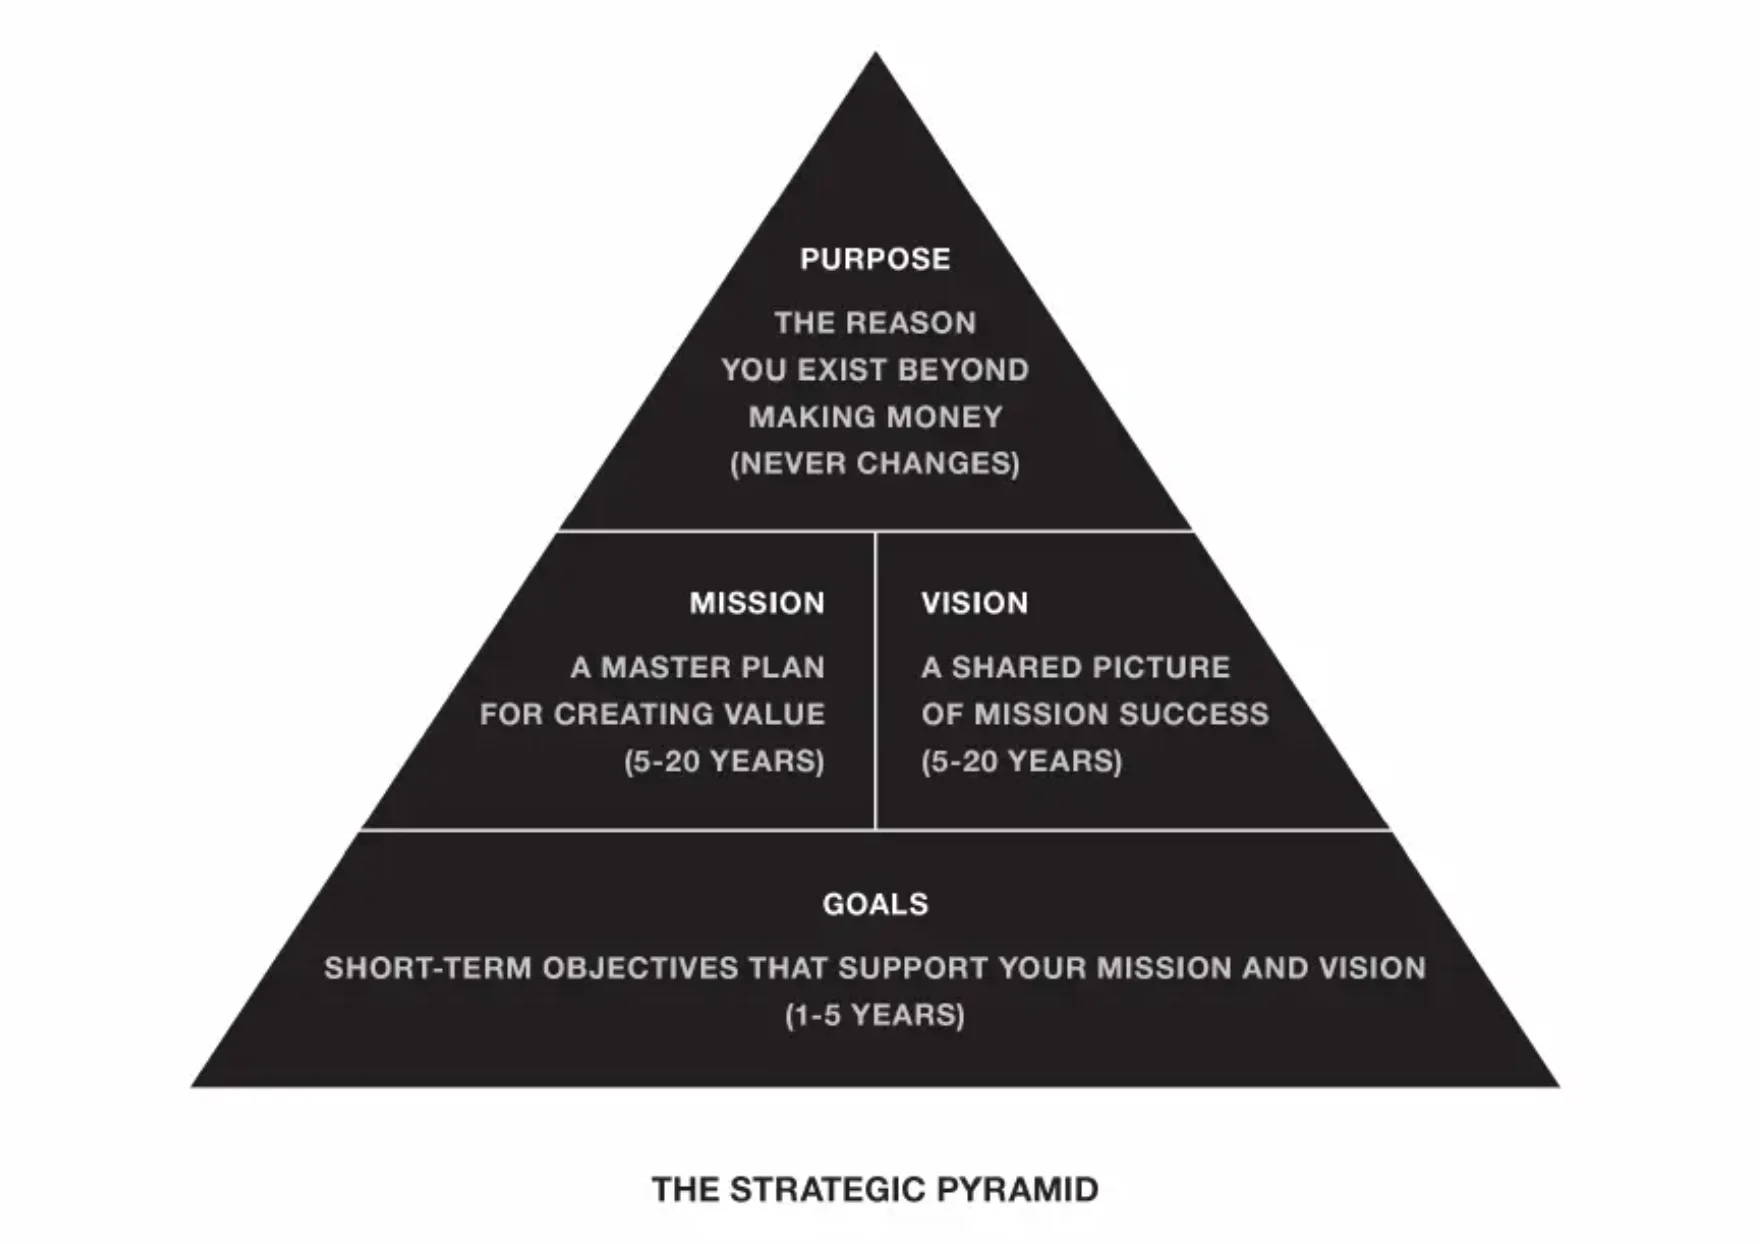 PURPOSE
THE REASON
YOU EXIST BEYOND
MAKING MONEY
(NEVER CHANGES)
MISSION
A MASTER PLAN
FOR CREATING VALUE
(5-20 YEARS)
VISION
A SHARED PICTURE
OF MISSION SUCCESS
(5-20 YEARS)
GOALS
SHORT-TERM OBJECTIVES THAT SUPPORT YOUR MISSION AND VISION
(1-5 YEARS)
THE STRATEGIC PYRAMID